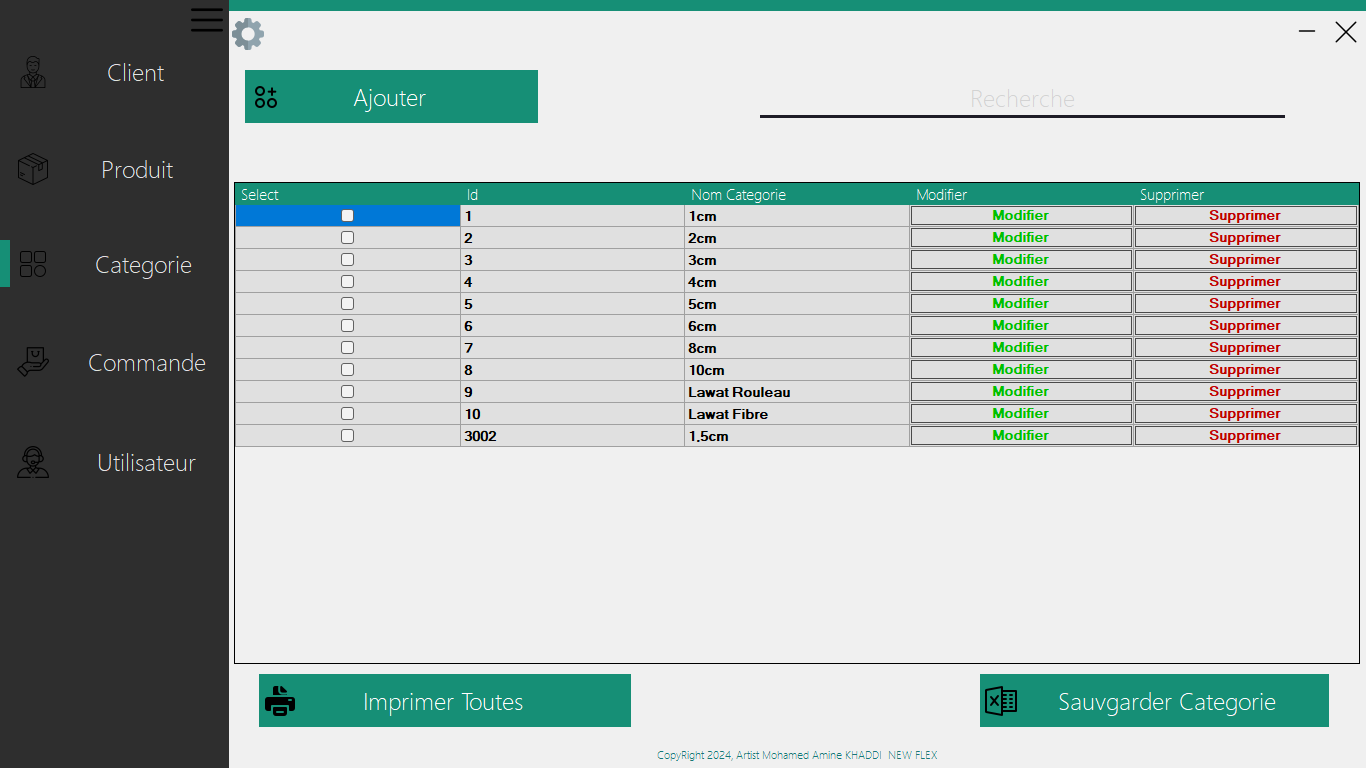 Client
Produit
Categorie
Commande
Utilisateur
Ajouter
Recherche
Select Id Nom Categorie Modifier Supprimer
1 1cm Modifier Supprimer
2 2cm Modifier Supprimer
3 3cm Modifier Supprimer
4 4cm Modifier Supprimer
5 5cm Modifier Supprimer
6 6cm Modifier Supprimer
7 8cm Modifier Supprimer
8 10cm Modifier Supprimer
9 Lawat Rouleau Modifier Supprimer
10 Lawat Fibre Modifier Supprimer
3002 1.5cm Modifier Supprimer
Imprimer Toutes
Sauvgarder Categorie
CopyRight 2024, Artist Mohamed Amine KHADDI NEW FLEX